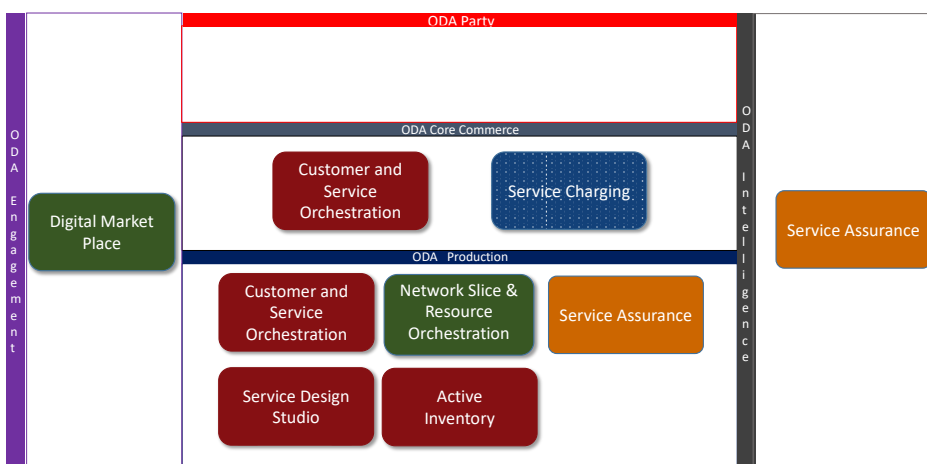 ODA Party
ODA Engagement
Digital Market
Place
ODA Core Commerce
Customer and
Service
Orchestration
Service Charging
ODA Production
Customer and
Service
Orchestration
Network Slice &
Resource
Orchestration
Service Assurance
Service Design
Studio
Active
Inventory
ODA Intelligence
Service Assurance